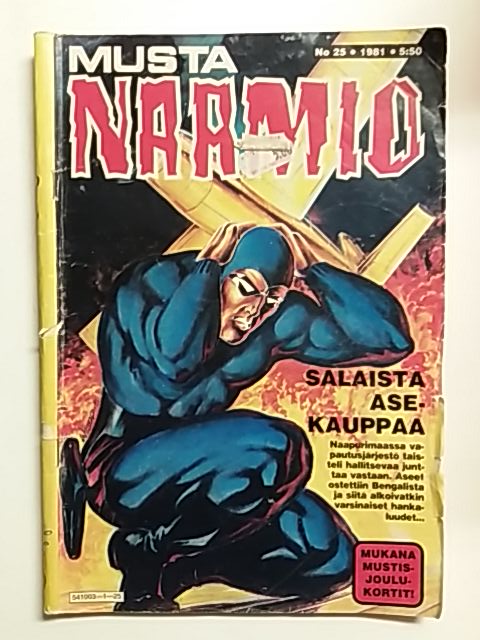 MUSTA
No 25 • 1981 • 5:50
NAAMIO
SALAISTA
ASE-
KAUPPAA
Naapurimaassa va-
pautusjärjestö tais-
teli hallitsevaa junt-
taa vastaan. Aseet
ostettiin Bengalista
ja siitä alkoivatkin
varsinaiset hanka-
luudet...
MUKANA
MUSTIS-
JOULU-
KORTIT!
541003—1—25